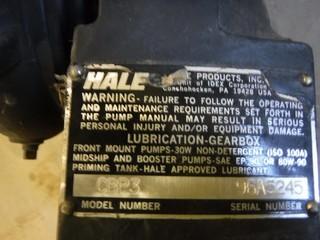 HALE PRODUCTS, INC.
Unit of IDEX Corporation
Conshohocken,
PA 19428 USA
WARNING- FAILURE TO FOLLOW THE OPERATING
AND MAINTENANCE REQUIREMENTS SET FORTH IN
THE PUMP MANUAL MAY RESULT IN SERIOUS
PERSONAL INJURY AND/OR EQUIPMENT DAMAGE.
LUBRICATION-GEARBOX
FRONT MOUNT PUMPS-30W NON-DETERGENT (ISO 100A)
MIDSHIP AND BOOSTER PUMPS-SAE EP 90 OR 80W-90
PRIMING TANK-HALE APPROVED LUBRICANT.
MODEL NUMBER SERIAL NUMBER